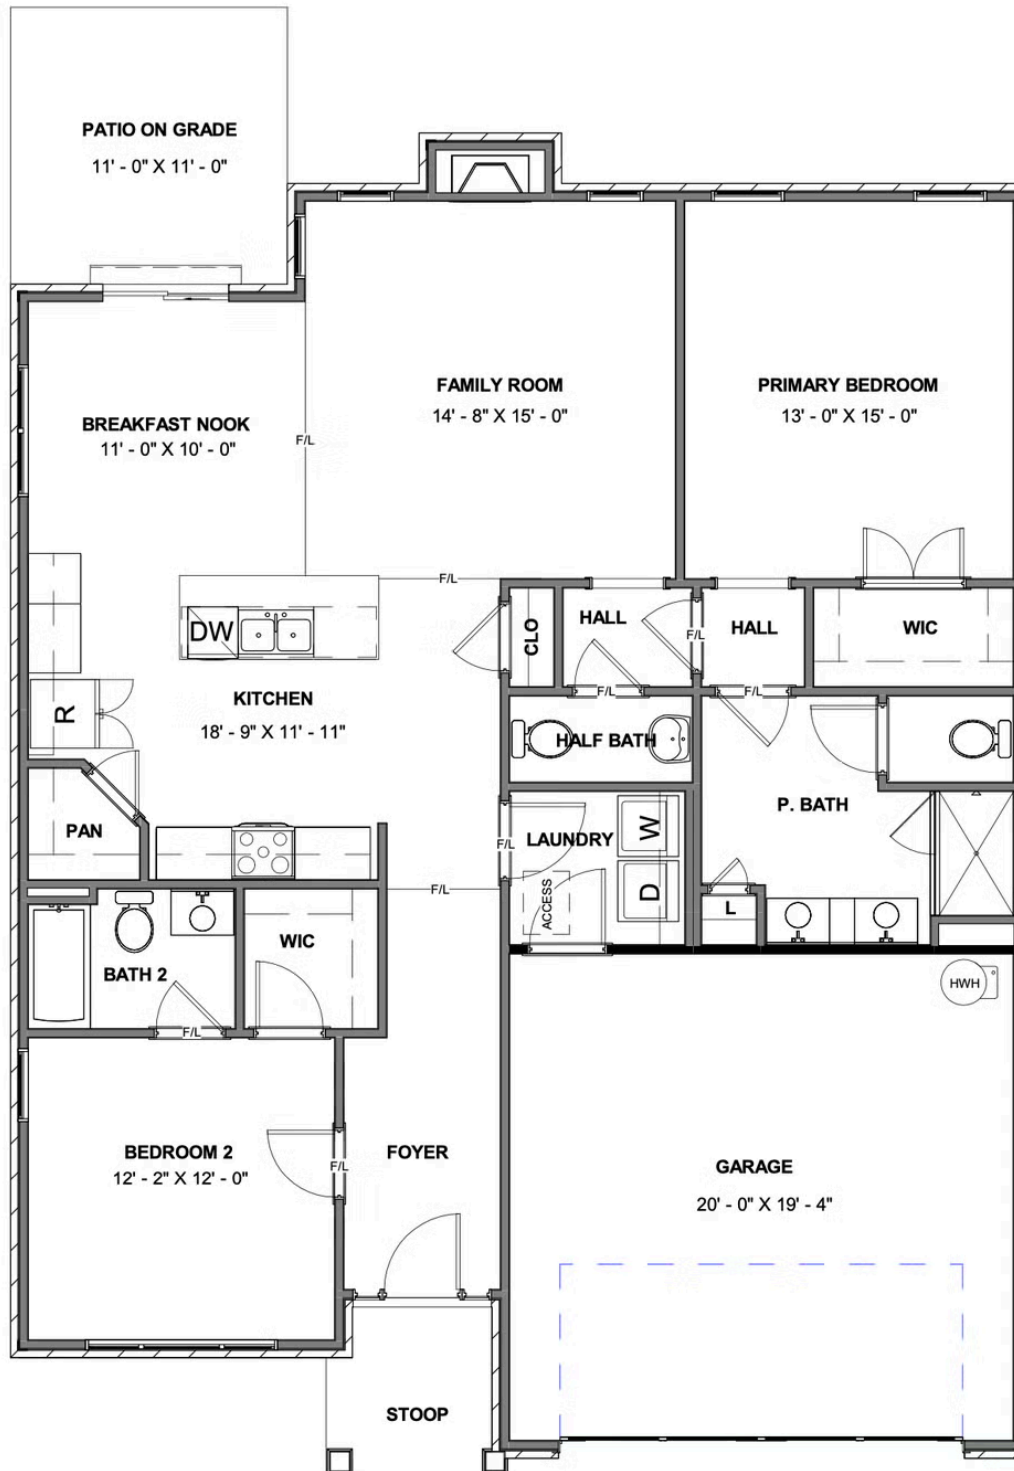 PATIO ON GRADE
11' - 0" X 11' - 0"
FAMILY ROOM
14' - 8" X 15' - 0"
PRIMARY BEDROOM
13' - 0" X 15' - 0"
BREAKFAST NOOK
11' - 0" X 10' - 0"
F/L
F/L
DW
CLO
HALL
F/L
HALL
WIC
R
KITCHEN
18' - 9" X 11' - 11"
F/L
F/L
HALF BATH
PAN
F/L
LAUNDRY
W
P. BATH
F/L
ACCESS
D
L
BATH 2
WIC
F/L
HWH
BEDROOM 2
12' - 2" X 12' - 0"
F/L
FOYER
GARAGE
20' - 0" X 19' - 4"
STOOP